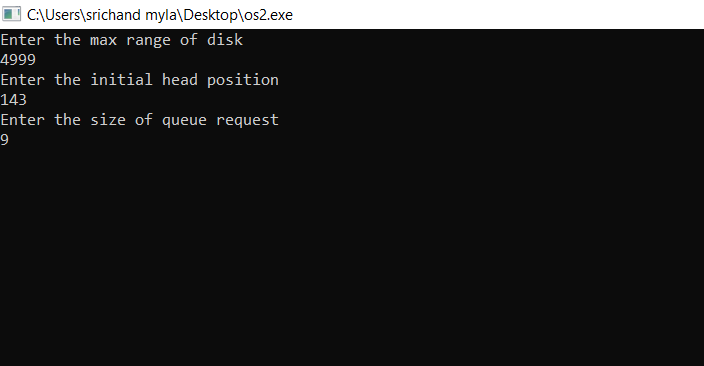 C:\Users\srichand myla\Desktop\os2.exe
Enter the max range of disk
4999
Enter the initial head position
143
Enter the size of queue request
9